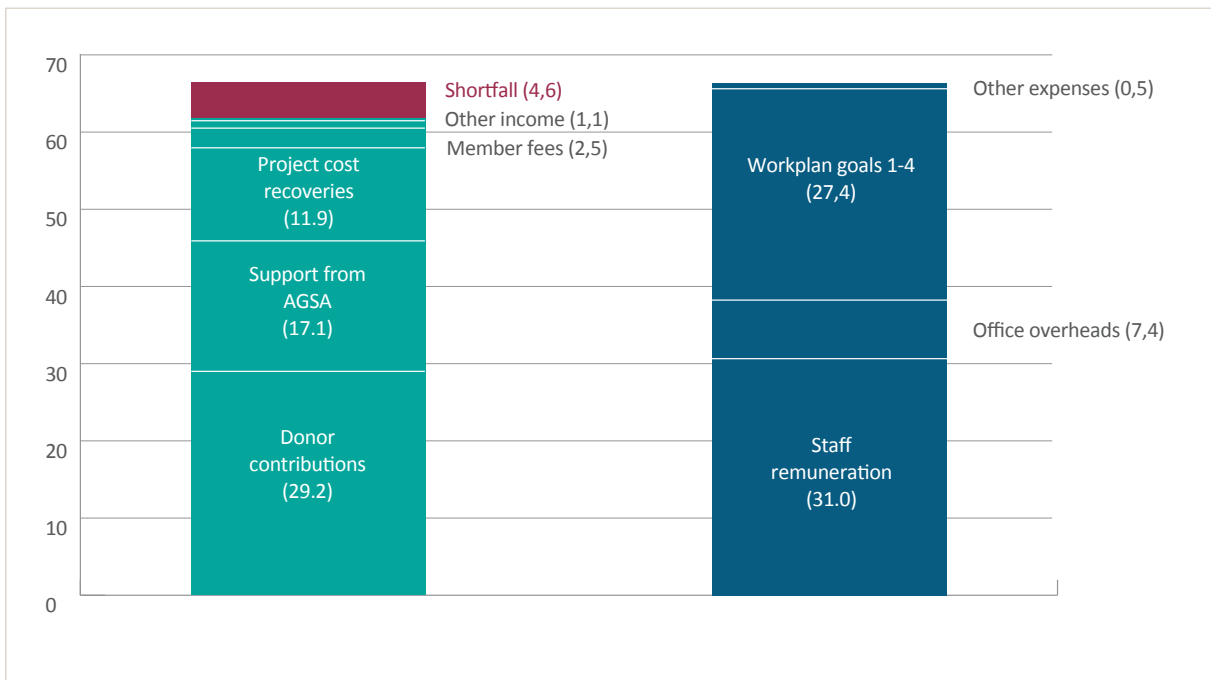 70
60
50
40
30
20
10
0
Shortfall (4,6)
Other income (1,1)
Member fees (2,5)
Project cost
recoveries
(11.9)
Support from
AGSA
(17.1)
Donor
contributions
(29.2)
Other expenses (0,5)
Workplan goals 1-4
(27,4)
Office overheads (7,4)
Staff
remuneration
(31.0)